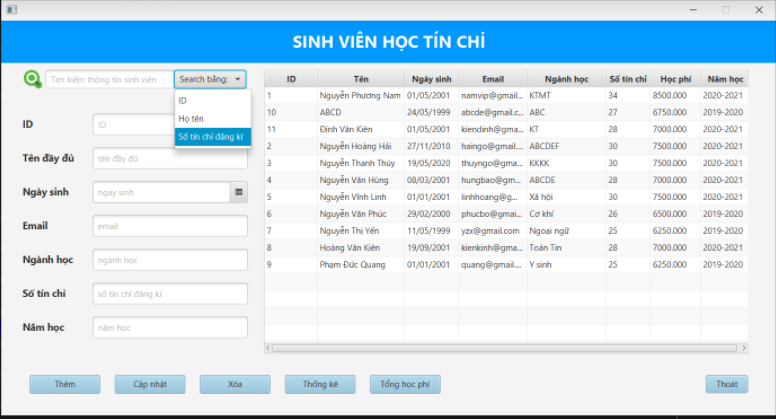 SINH VIÊN HỌC TÍN CHỈ
Tìm kiếm thông tin sinh viên Search bằng:
ID
Họ tên
Số tín chỉ đăng kí
ID ID
Tên đầy đủ tên đầy đủ
Ngày sinh ngày sinh
Email email
Ngành học ngành học
Số tín chỉ số tín chỉ đăng kí
Năm học năm học
ID Tên Ngày sinh Email Ngành học Số tín chỉ Học phí Năm học
1 Nguyễn Phương Nam 01/05/2001 namvip@gmail.... KTMT 34 8500.000 2020-2021
10 ABCD 24/05/1999 abcde@gmail.c... ABC 27 6750.000 2019-2020
11 Đinh Văn Kiên 01/05/2001 kiendinh@gma... KT 28 7000.000 2020-2021
2 Nguyễn Hoàng Hải 27/11/2010 haingo@gmail.... ABCDEF 30 7500.000 2020-2021
3 Nguyễn Thanh Thúy 19/05/2020 thuyngo@gma... KKKK 30 7500.000 2020-2021
4 Nguyễn Văn Hùng 08/03/2001 hungbao@gm... ABCDE 28 7000.000 2020-2021
5 Nguyễn Vĩnh Linh 01/01/2001 linhhoang@g... Xã hội 30 7500.000 2020-2021
6 Nguyễn Văn Phúc 29/02/2000 phucbo@gmai... Cơ khí 26 6500.000 2019-2020
7 Nguyễn Thị Yến 11/05/1999 yzx@gmail.com Ngoại ngữ 25 6250.000 2019-2020
8 Hoàng Văn Kiên 19/09/2001 kienkinh@gma... Toán Tin 28 7000.000 2020-2021
9 Phạm Đức Quang 01/01/2001 quang@gmail.... Y sinh 25 6250.000 2019-2020
Thêm Cập nhật Xóa Thống kê Tổng học phí Thoát